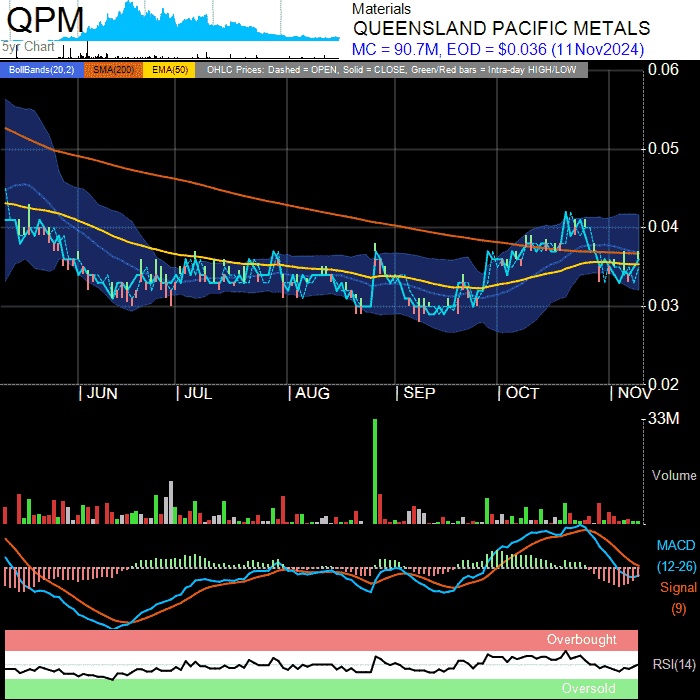 QPM
5yr Chart
Materials
QUEENSLAND PACIFIC METALS
MC = 90.7M, EOD = $0.036 (11Nov2024)
BollBands(20,2) SMA(200) EMA(50) OHLC Prices: Dashed = OPEN, Solid = CLOSE, Green/Red bars = Intra-day HIGH/LOW
0.06
0.05
0.04
0.03
0.02
| JUN | JUL | AUG | SEP | OCT | NOV
33M
Volume
MACD
(12-26)
Signal
(9)
Overbought
RSI(14)
Oversold